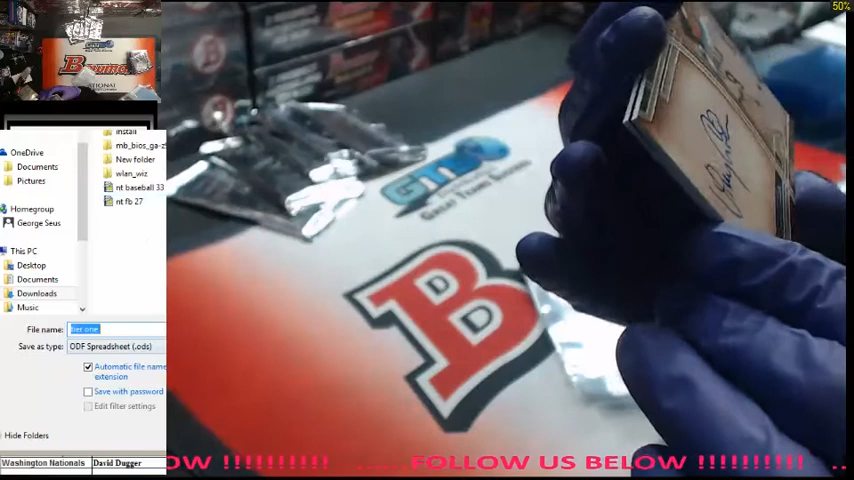 50%
install
mb_bios_ga-z
New folder
wlan_wiz
nt baseball 33
nt fb 27
OneDrive
Documents
Pictures
Homegroup
George Seus
This PC
Desktop
Documents
Downloads
Music
File name: tier one
Save as type: ODF Spreadsheet (.ods)
Automatic file name
extension
Save with password
Edit filter settings
Hide Folders
Washington Nationals David Dugger
GTS
GREAT TEAMS SUCCEED
B
OW !!!!!!!!!!! ...... FOLLOW US BELOW !!!!!!!!!!! ..